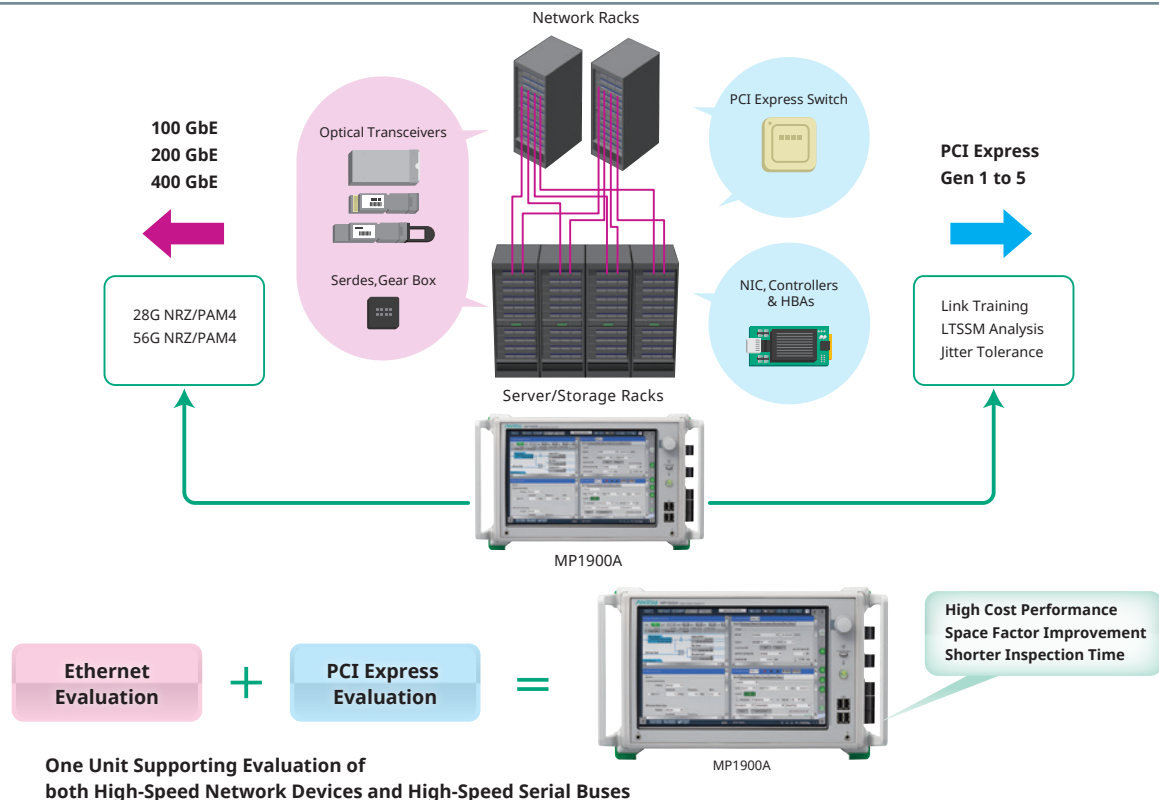 Network Racks
100 GbE
200 GbE
400 GbE
Optical Transceivers
Serdes,Gear Box
PCI Express Switch
NIC, Controllers
& HBAs
PCI Express
Gen 1 to 5
28G NRZ/PAM4
56G NRZ/PAM4
Link Training
LTSSM Analysis
Jitter Tolerance
Server/Storage Racks
MP1900A
Ethernet
Evaluation
+
PCI Express
Evaluation
=
High Cost Performance
Space Factor Improvement
Shorter Inspection Time
MP1900A
One Unit Supporting Evaluation of
both High-Speed Network Devices and High-Speed Serial Buses